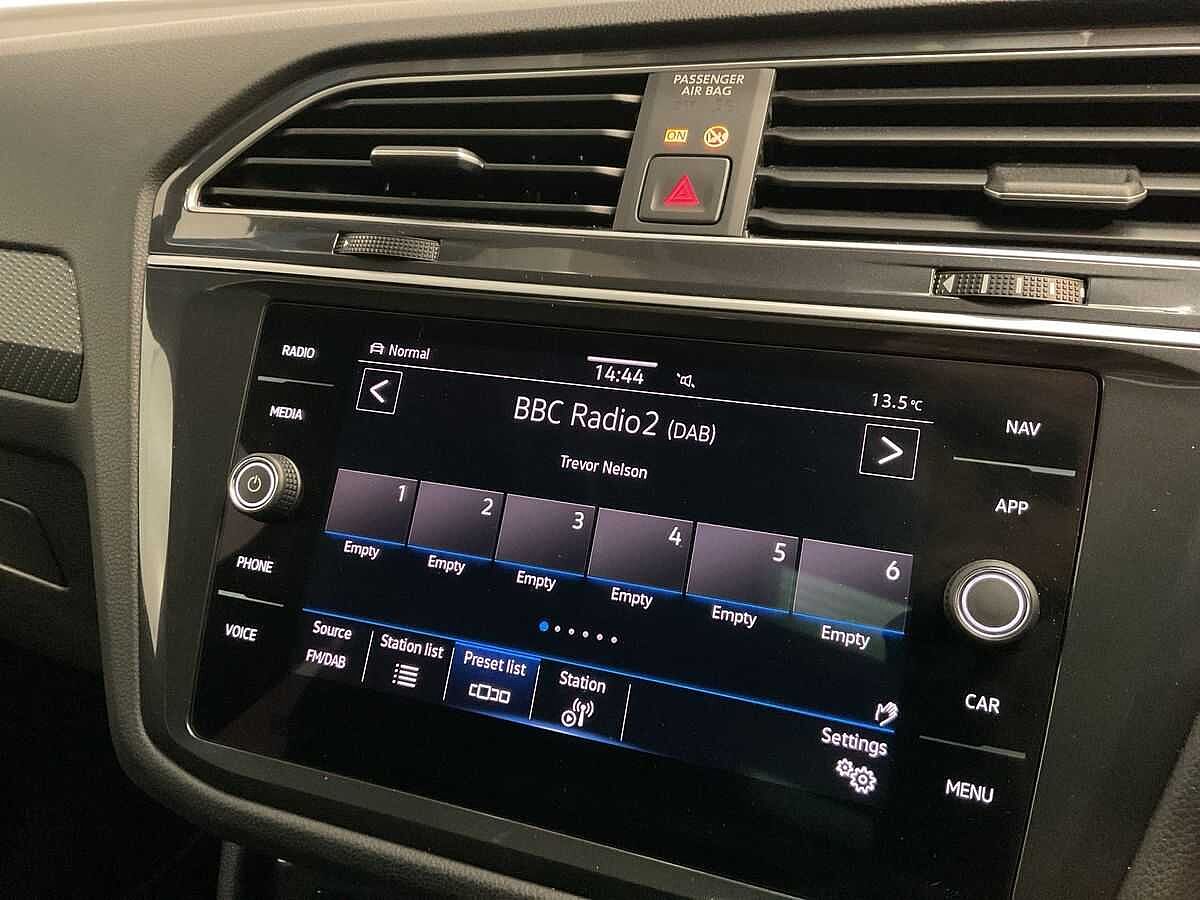 PASSENGER
AIR BAG
ON
RADIO
MEDIA
PHONE
VOICE
Normal
14:44
13.5°C
<
BBC Radio2 (DAB)
>
Trevor Nelson
1
2
3
4
5
6
Empty
Empty
Empty
Empty
Empty
Empty
Source
FM/DAB
Station list
Preset list
Station
Settings
NAV
APP
CAR
MENU